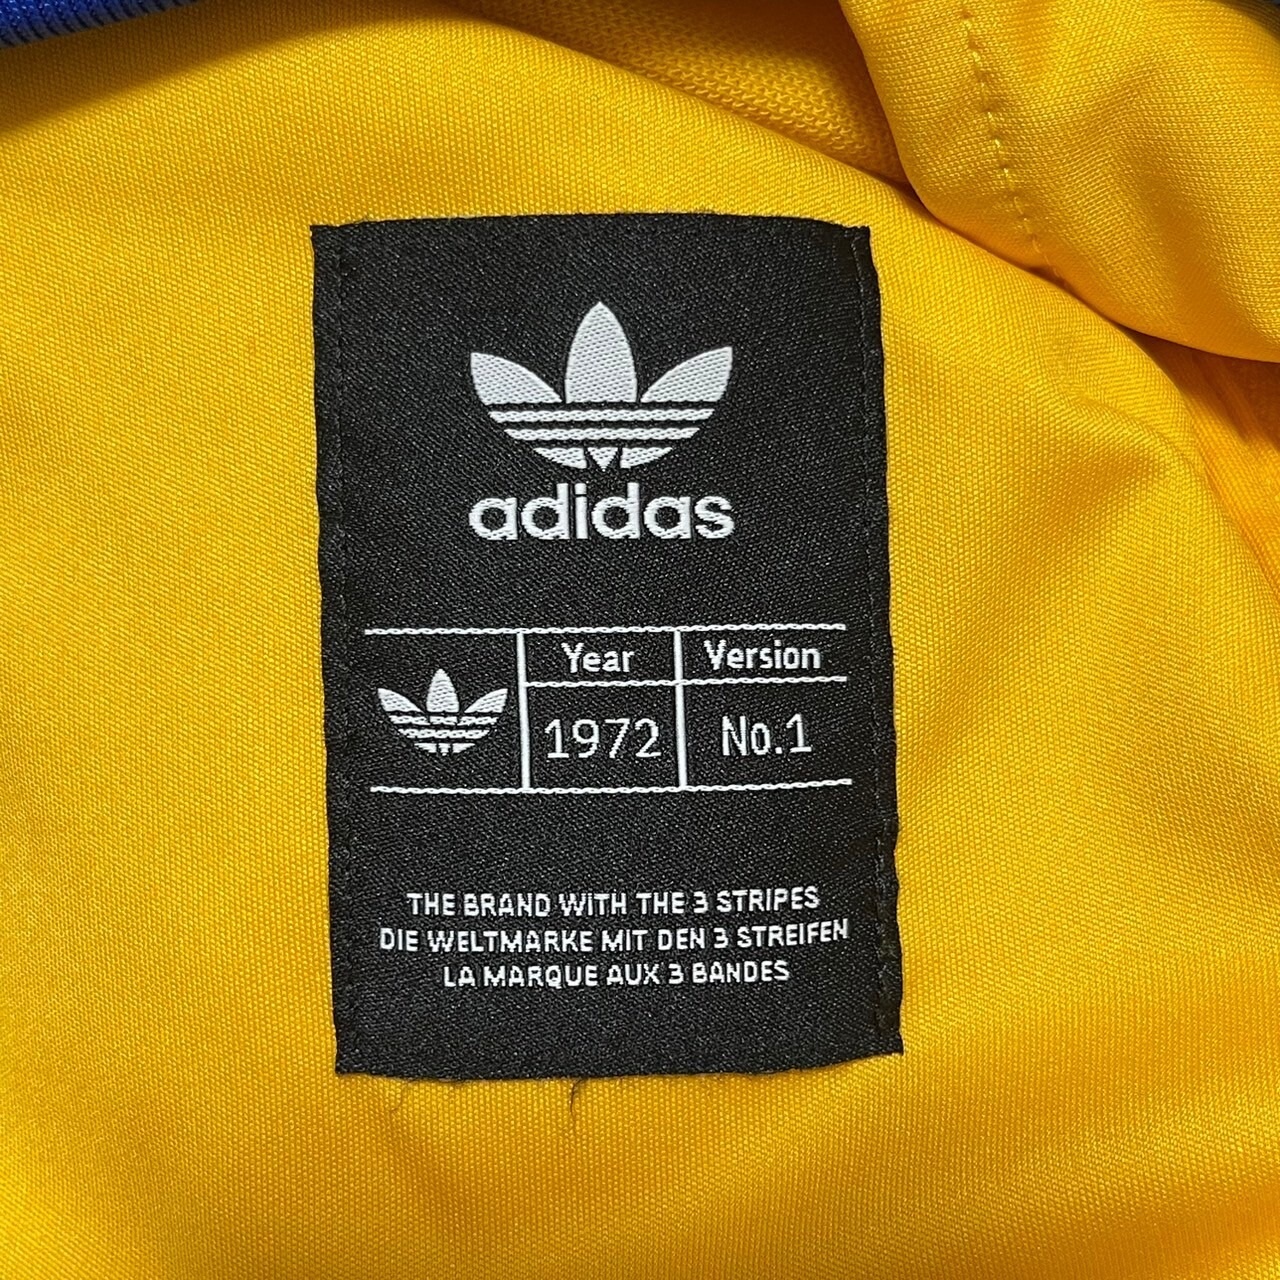 adidas
Year Version
1972 No.1
THE BRAND WITH THE 3 STRIPES
DIE WELTMARKE MIT DEN 3 STREIFEN
LA MARQUE AUX 3 BANDES